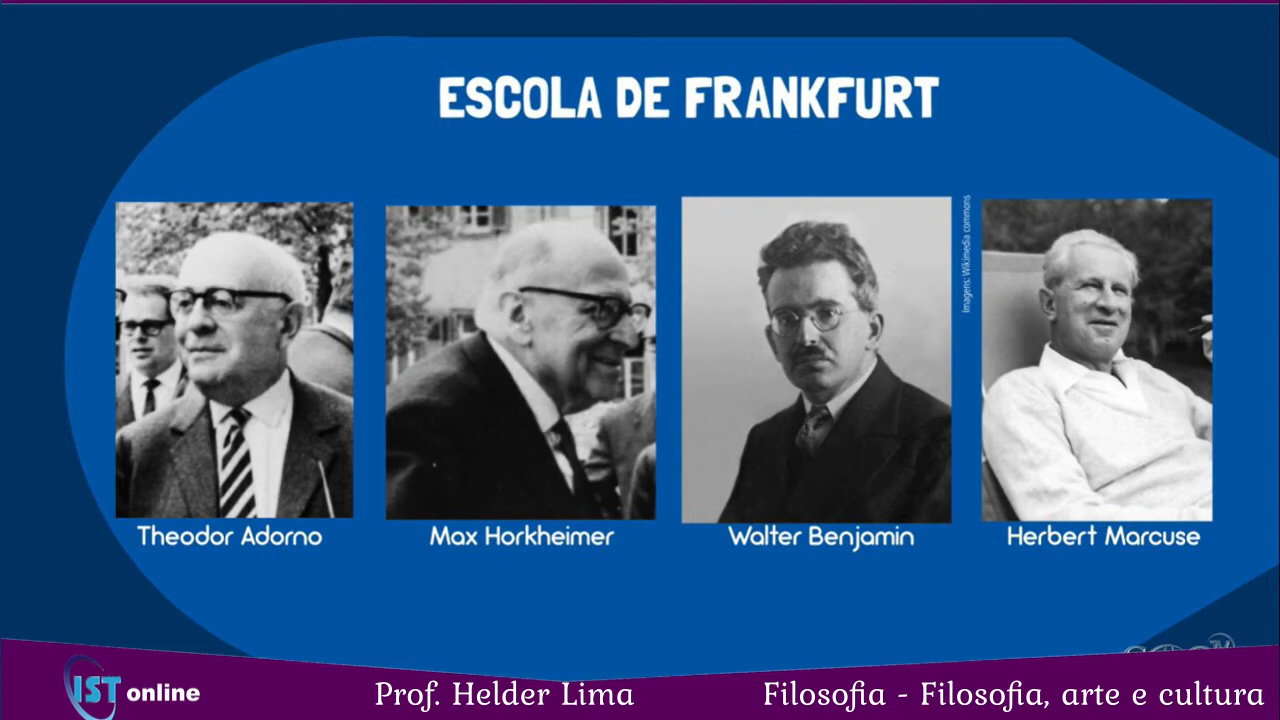 ESCOLA DE FRANKFURT
Imagens: Wikimedia commons
Theodor Adorno
Max Horkheimer
Walter Benjamin
Herbert Marcuse
IST online
Prof. Helder Lima
Filosofia - Filosofia, arte e cultura